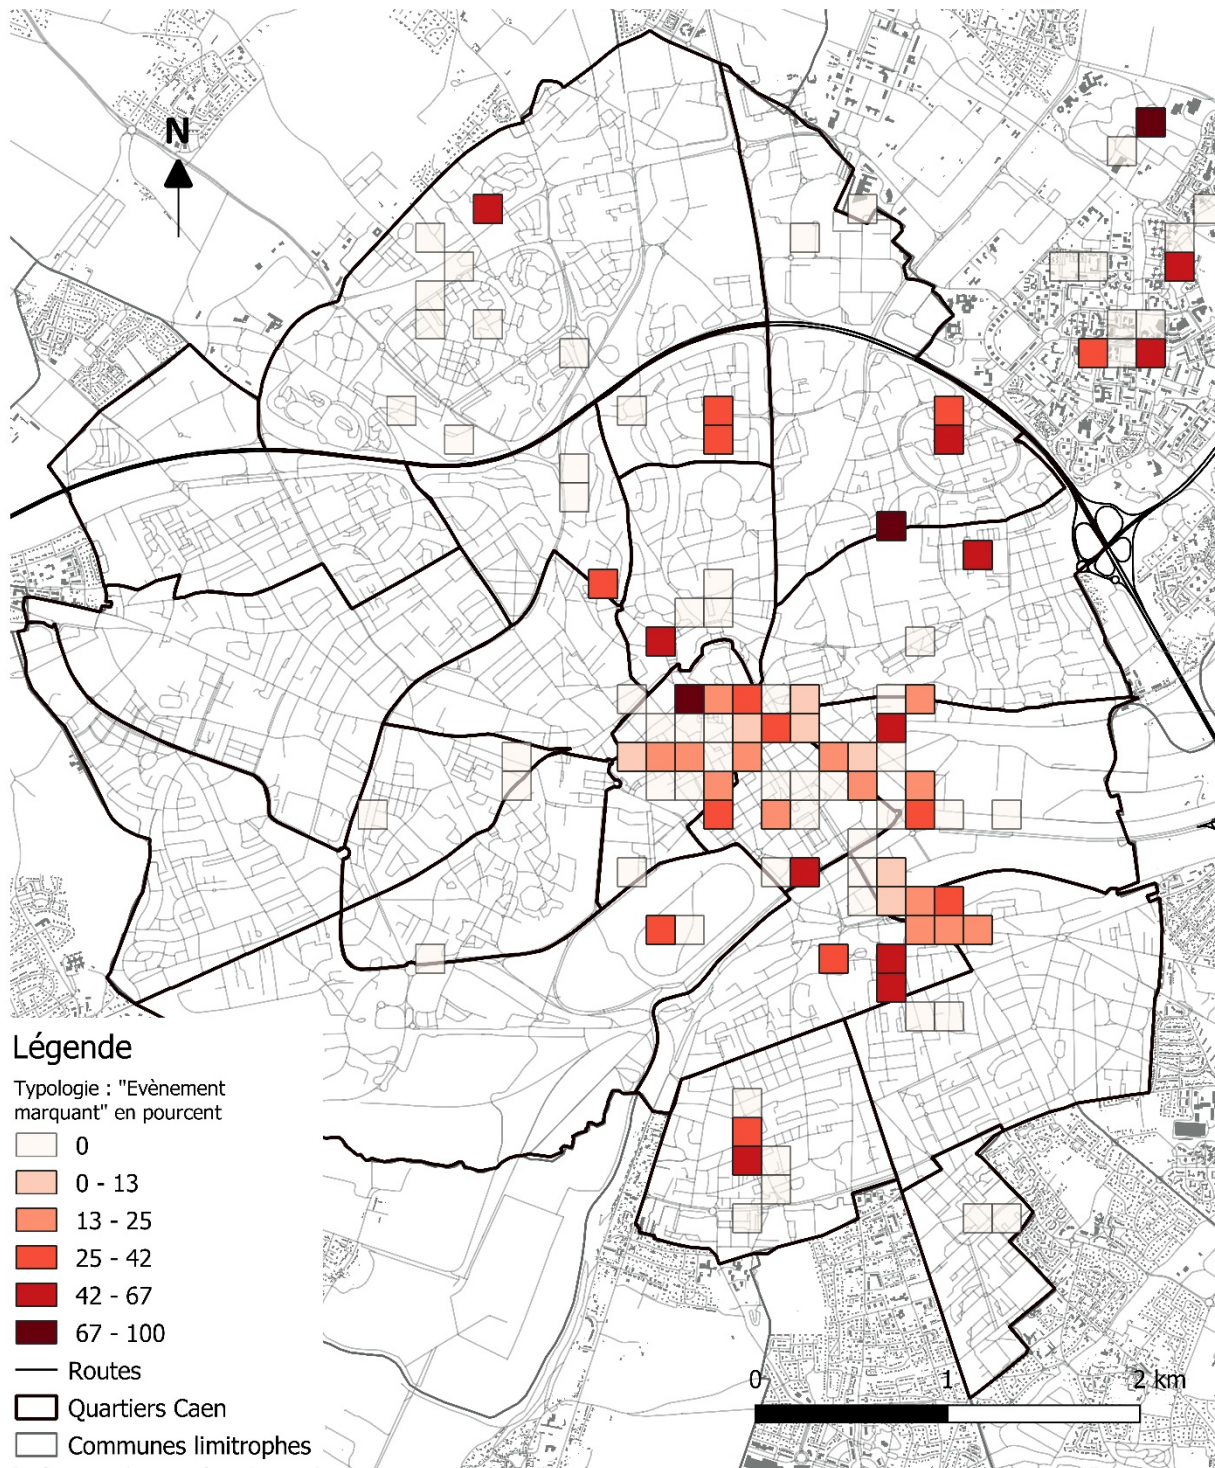 N
Légende
Typologie : "Evènement
marquant" en pourcent
0
0 - 13
13 - 25
25 - 42
42 - 67
67 - 100
Routes
Quartiers Caen
Communes limitrophes
0 1 2 km